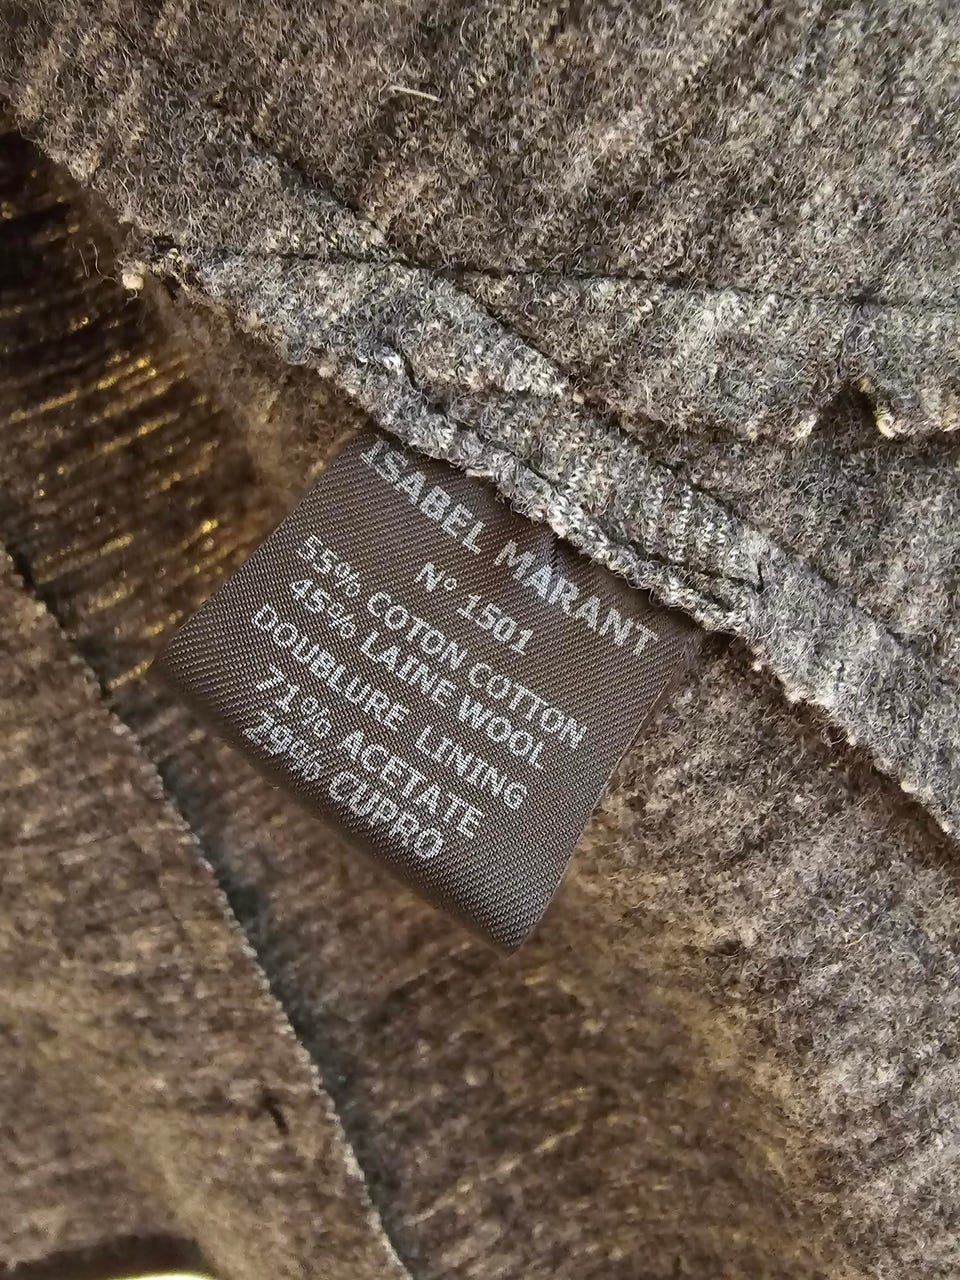 ISABEL MARANT
N° 1501
55% COTON COTTON
45% LAINE WOOL
DOUBLURE LINING
71% ACETATE
29% CUPRO